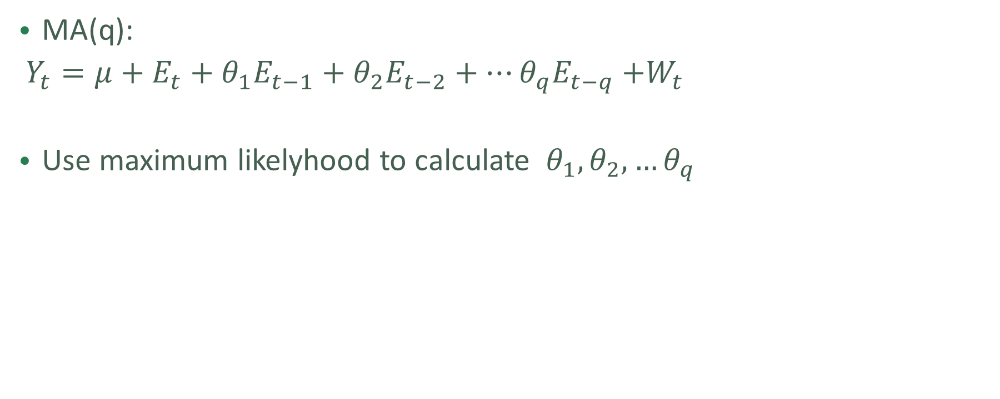 • MA(q):
Y_t = μ + E_t + θ_1E_{t−1} + θ_2E_{t−2} + ⋯ θ_qE_{t−q} +W_t
• Use maximum likelyhood to calculate θ_1, θ_2, … θ_q